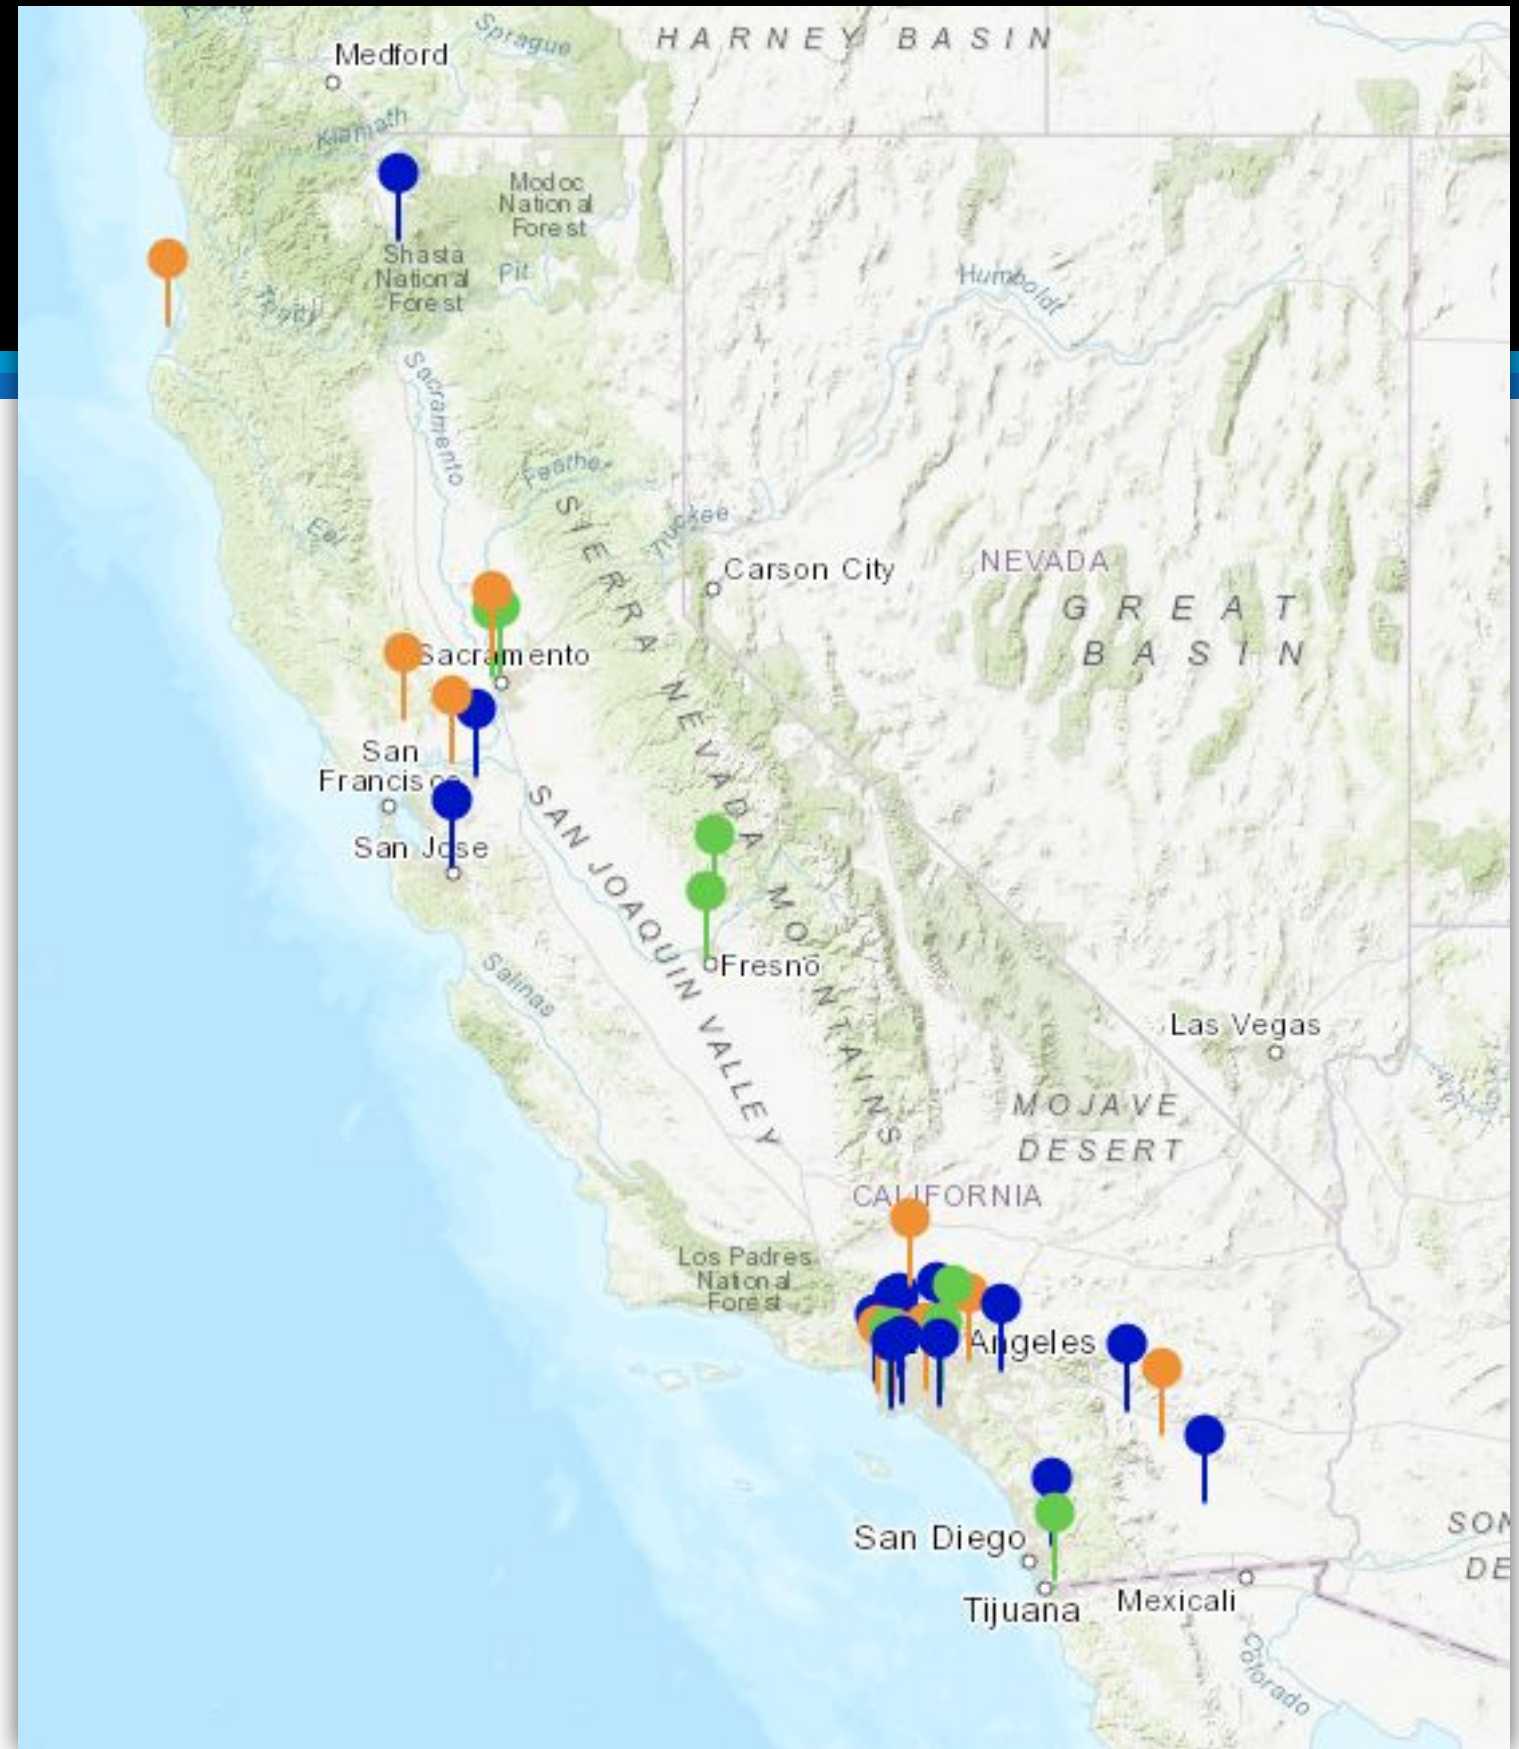 Sprague
HARNEY BASIN
Medford
Klamath
Modoc
National
Forest
Shasta
National
Forest
Pit
Trinity
Humboldt
Sacramento
Feather
Truckee
Eel
SIERRA NEVADA MOUNTAINS
Carson City
NEVADA
GREAT
BASIN
Sacramento
San
Francisco
San Jose
SAN JOAQUIN VALLEY
Fresno
Salinas
Las Vegas
MOJAVE
DESERT
CALIFORNIA
Los Padres
National
Forest
Angeles
San Diego
SON
DE
Tijuana
Mexicali
Colorado